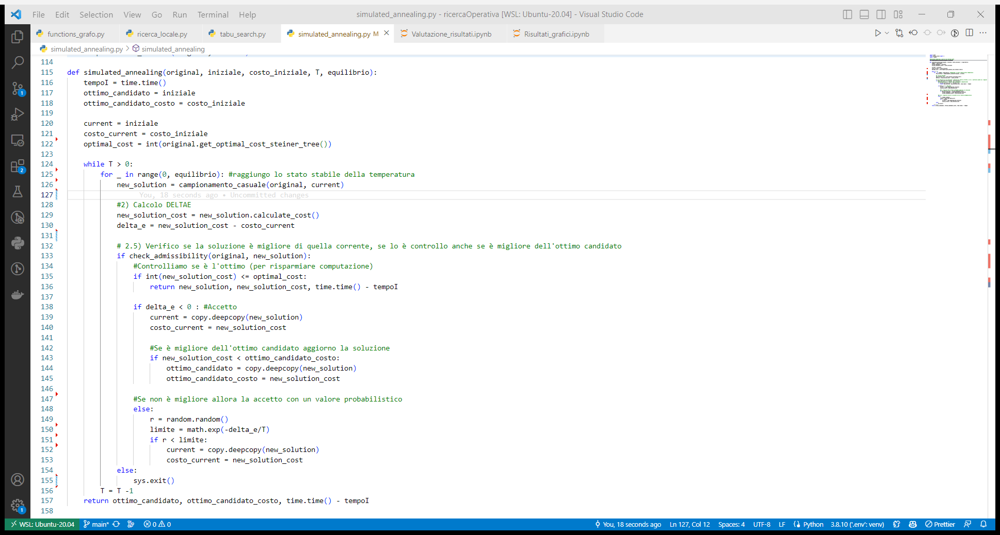 File Edit Selection View Go Run Terminal Help
simulated_annealing.py - ricercaOperativa [WSL: Ubuntu-20.04] - Visual Studio Code
functions_grafo.py
ricerca_locale.py
tabu_search.py
simulated_annealing.py M
Valutazione_risultati.ipynb
Risultati_grafici.ipynb
simulated_annealing.py > simulated_annealing
114
115 def simulated_annealing(original, iniziale, costo_iniziale, T, equilibrio):
116 tempoI = time.time()
117 ottimo_candidato = iniziale
118 ottimo_candidato_costo = costo_iniziale
119
120 current = iniziale
121 costo_current = costo_iniziale
122 optimal_cost = int(original.get_optimal_cost_steiner_tree())
123
124 while T > 0:
125 for _ in range(0, equilibrio): #raggiungo lo stato stabile della temperatura
126 new_solution = campionamento_casuale(original, current)
127 You, 18 seconds ago • Uncommitted changes
128 #2) Calcolo DELTAE
129 new_solution_cost = new_solution.calculate_cost()
130 delta_e = new_solution_cost - costo_current
131
132 # 2.5) Verifico se la soluzione è migliore di quella corrente, se lo è controllo anche se è migliore dell'ottimo candidato
133 if check_admissibility(original, new_solution):
134 #Controlliamo se è l'ottimo (per risparmiare computazione)
135 if int(new_solution_cost) <= optimal_cost:
136 return new_solution, new_solution_cost, time.time() - tempoI
137
138 if delta_e < 0 : #Accetto
139 current = copy.deepcopy(new_solution)
140 costo_current = new_solution_cost
141
142 #Se è migliore dell'ottimo candidato aggiorno la soluzione
143 if new_solution_cost < ottimo_candidato_costo:
144 ottimo_candidato = copy.deepcopy(new_solution)
145 ottimo_candidato_costo = new_solution_cost
146
147 #Se non è migliore allora la accetto con un valore probabilistico
148 else:
149 r = random.random()
150 limite = math.exp(-delta_e/T)
151 if r < limite:
152 current = copy.deepcopy(new_solution)
153 costo_current = new_solution_cost
154 else:
155 sys.exit()
156 T = T -1
157 return ottimo_candidato, ottimo_candidato_costo, time.time() - tempoI
158
1
2
1
WSL: Ubuntu-20.04 main* 0 0 You, 18 seconds ago Ln 127, Col 12 Spaces: 4 UTF-8 LF Python 3.8.10 ('.env': venv) Prettier